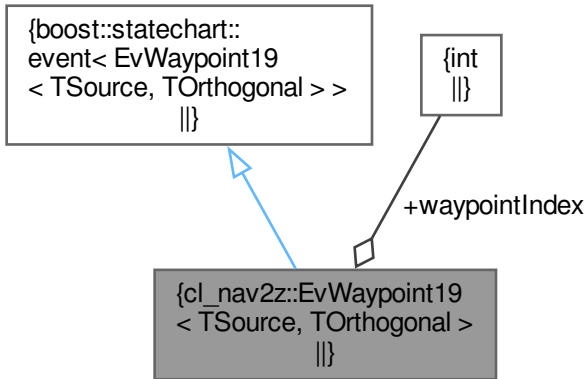 {boost::statechart::
event< EvWaypoint19
< TSource, TOrthogonal > >
||}
{int
||}
+waypointIndex
{cl_nav2z::EvWaypoint19
< TSource, TOrthogonal >
||}